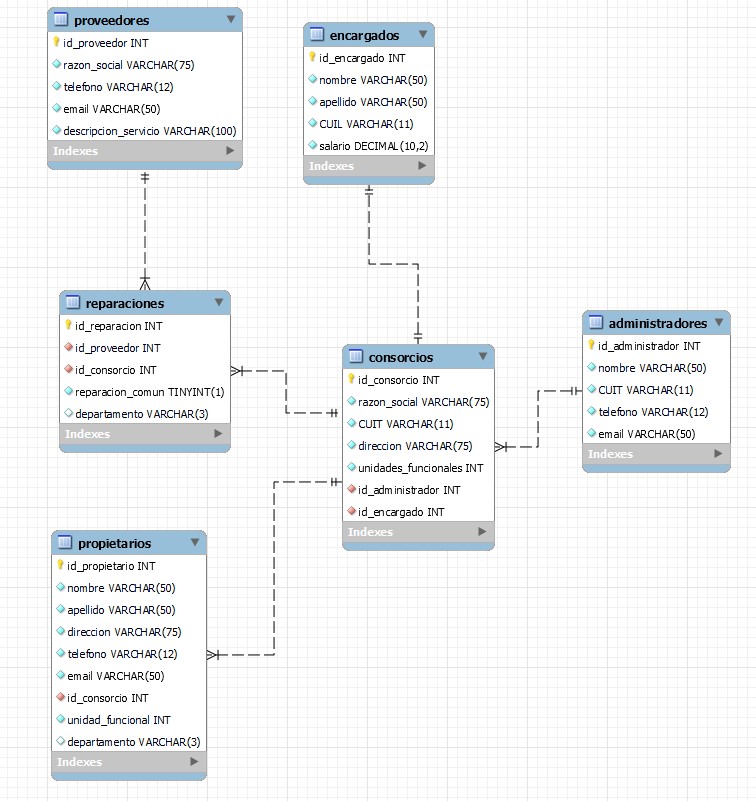 proveedores
id_proveedor INT
razon_social VARCHAR(75)
telefono VARCHAR(12)
email VARCHAR(50)
descripcion_servicio VARCHAR(100)
Indexes
encargados
id_encargado INT
nombre VARCHAR(50)
apellido VARCHAR(50)
CUIL VARCHAR(11)
salario DECIMAL(10,2)
Indexes
reparaciones
id_reparacion INT
id_proveedor INT
id_consorcio INT
reparacion_comun TINYINT(1)
departamento VARCHAR(3)
Indexes
consorcios
id_consorcio INT
razon_social VARCHAR(75)
CUIT VARCHAR(11)
direccion VARCHAR(75)
unidades_funcionales INT
id_administrador INT
id_encargado INT
Indexes
administradores
id_administrador INT
nombre VARCHAR(50)
CUIT VARCHAR(11)
telefono VARCHAR(12)
email VARCHAR(50)
Indexes
propietarios
id_propietario INT
nombre VARCHAR(50)
apellido VARCHAR(50)
direccion VARCHAR(75)
telefono VARCHAR(12)
email VARCHAR(50)
id_consorcio INT
unidad_funcional INT
departamento VARCHAR(3)
Indexes